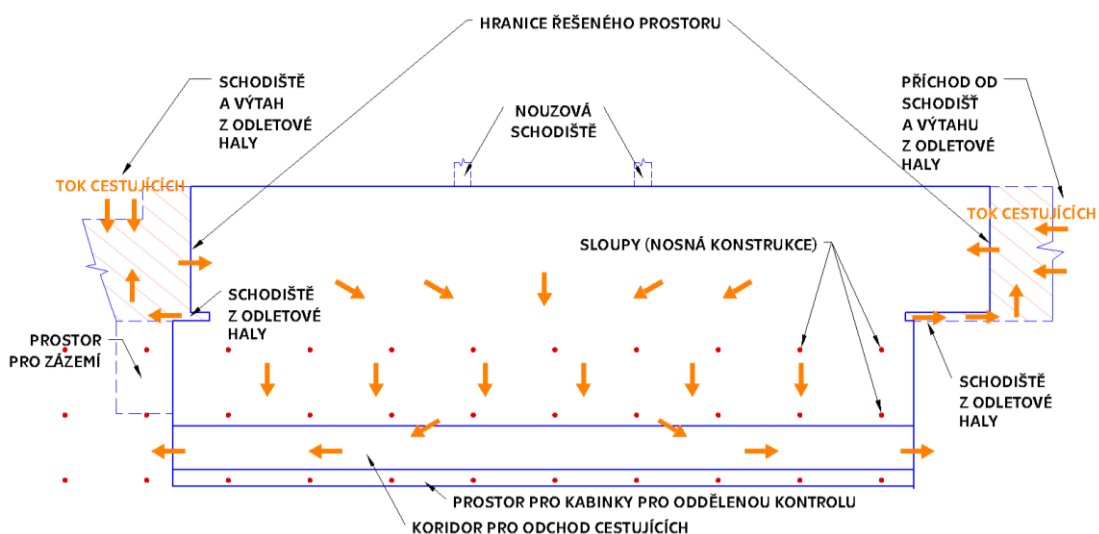 HRANICE ŘEŠENÉHO PROSTORU
SCHODIŠTĚ
A VÝTAH
Z ODLETOVÉ
HALY
NOUZOVÁ
SCHODIŠTĚ
PŘÍCHOD OD
SCHODIŠŤ
A VÝTAHU
Z ODLETOVÉ
HALY
TOK CESTUJÍCÍCH
TOK CESTUJÍCÍCH
SLOUPY (NOSNÁ KONSTRUKCE)
SCHODIŠTĚ
Z ODLETOVÉ
HALY
PROSTOR
PRO ZÁZEMÍ
SCHODIŠTĚ
Z ODLETOVÉ
HALY
PROSTOR PRO KABINKY PRO ODDĚLENOU KONTROLU
KORIDOR PRO ODCHOD CESTUJÍCÍCH